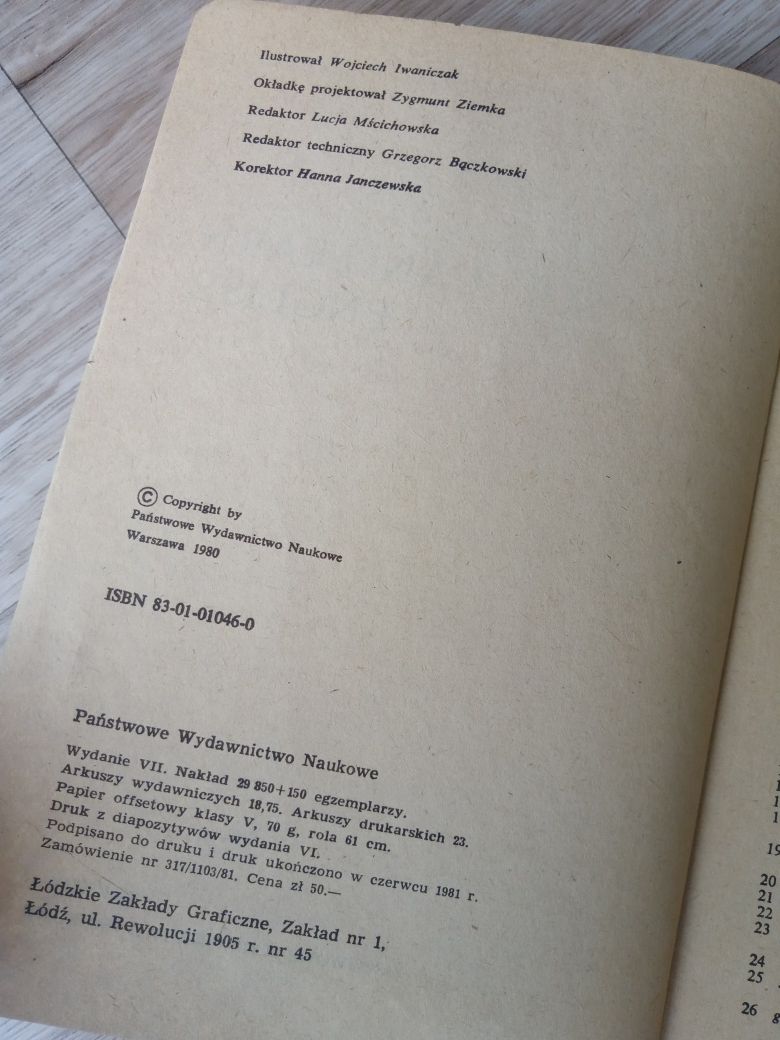 Ilustrował Wojciech Iwaniczak
Okładkę projektował Zygmunt Ziemka
Redaktor Lucja Mścichowska
Redaktor techniczny Grzegorz Bączkowski
Korektor Hanna Janczewska
© Copyright by
Państwowe Wydawnictwo Naukowe
Warszawa 1980
ISBN 83-01-01046-0
Państwowe Wydawnictwo Naukowe
Wydanie VII. Nakład 29 850+150 egzemplarzy.
Arkuszy wydawniczych 18,75. Arkuszy drukarskich 23.
Papier offsetowy klasy V, 70 g, rola 61 cm.
Druk z diapozytywów wydania VI.
Podpisano do druku i druk ukończono w czerwcu 1981 r.
Zamówienie nr 317/1103/81. Cena zł 50.—
Łódzkie Zakłady Graficzne, Zakład nr 1,
Łódź, ul. Rewolucji 1905 r. nr 45
19
20
21
22
23
24
25
26 g